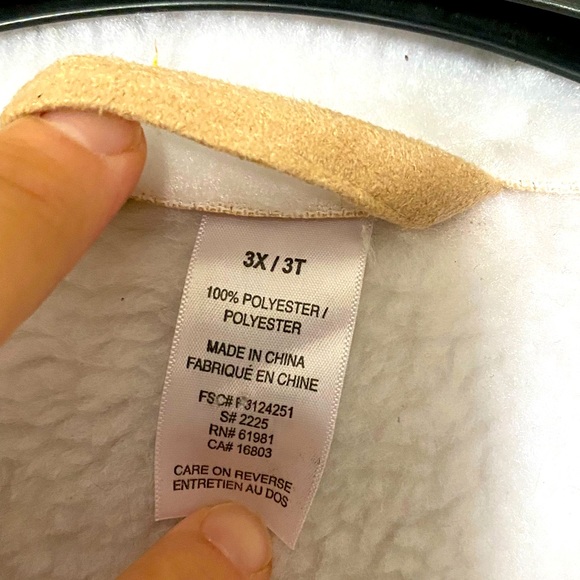 3X / 3T
100% POLYESTER /
POLYESTER
MADE IN CHINA
FABRIQUÉ EN CHINE
FSC# F3124251
S# 2225
RN# 61981
CA# 16803
CARE ON REVERSE
ENTRETIEN AU DOS